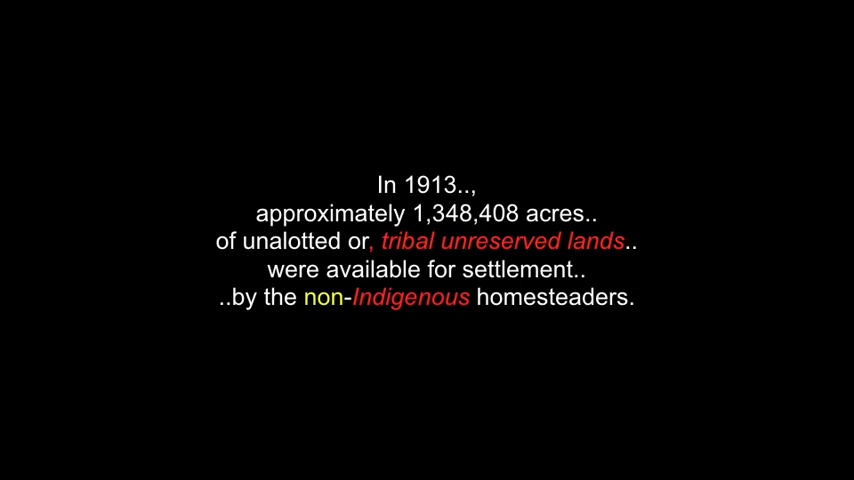 In 1913..,
approximately 1,348,408 acres..
of unalotted or, tribal unreserved lands..
were available for settlement..
..by the non-Indigenous homesteaders.